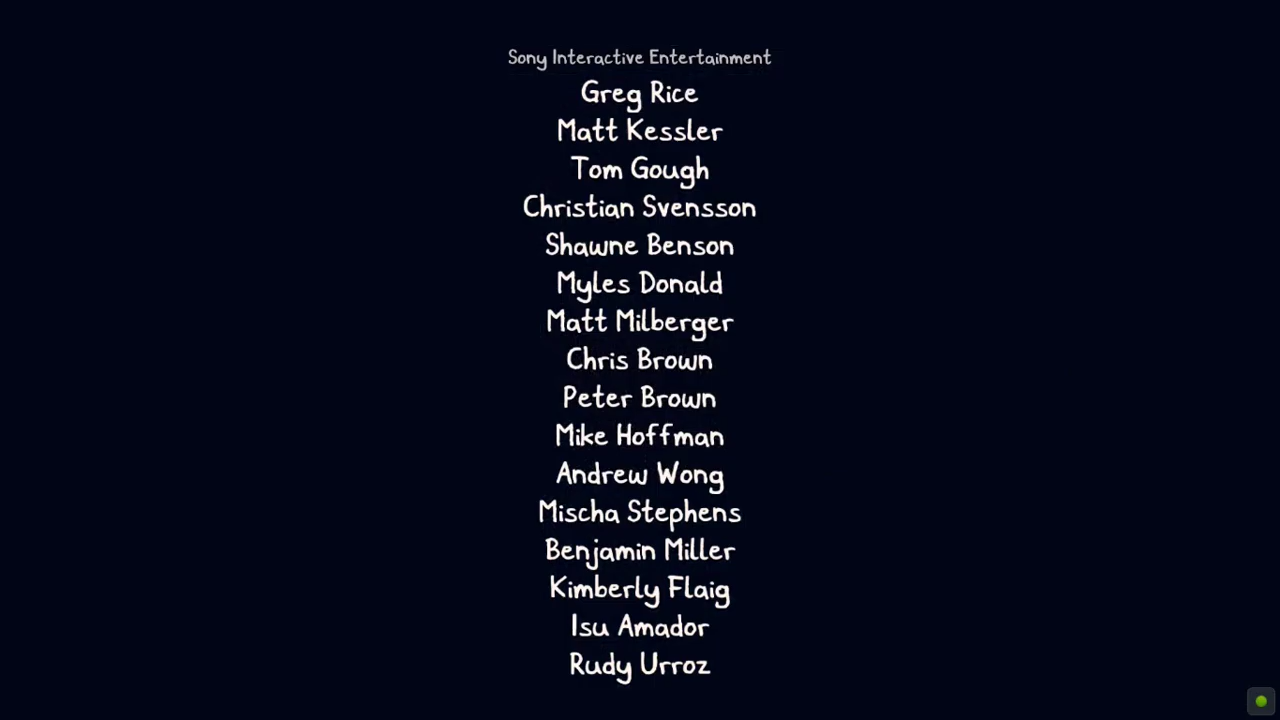 Sony Interactive Entertainment
Greg Rice
Matt Kessler
Tom Gough
Christian Svensson
Shawne Benson
Myles Donald
Matt Milberger
Chris Brown
Peter Brown
Mike Hoffman
Andrew Wong
Mischa Stephens
Benjamin Miller
Kimberly Flaig
Isu Amador
Rudy Urroz